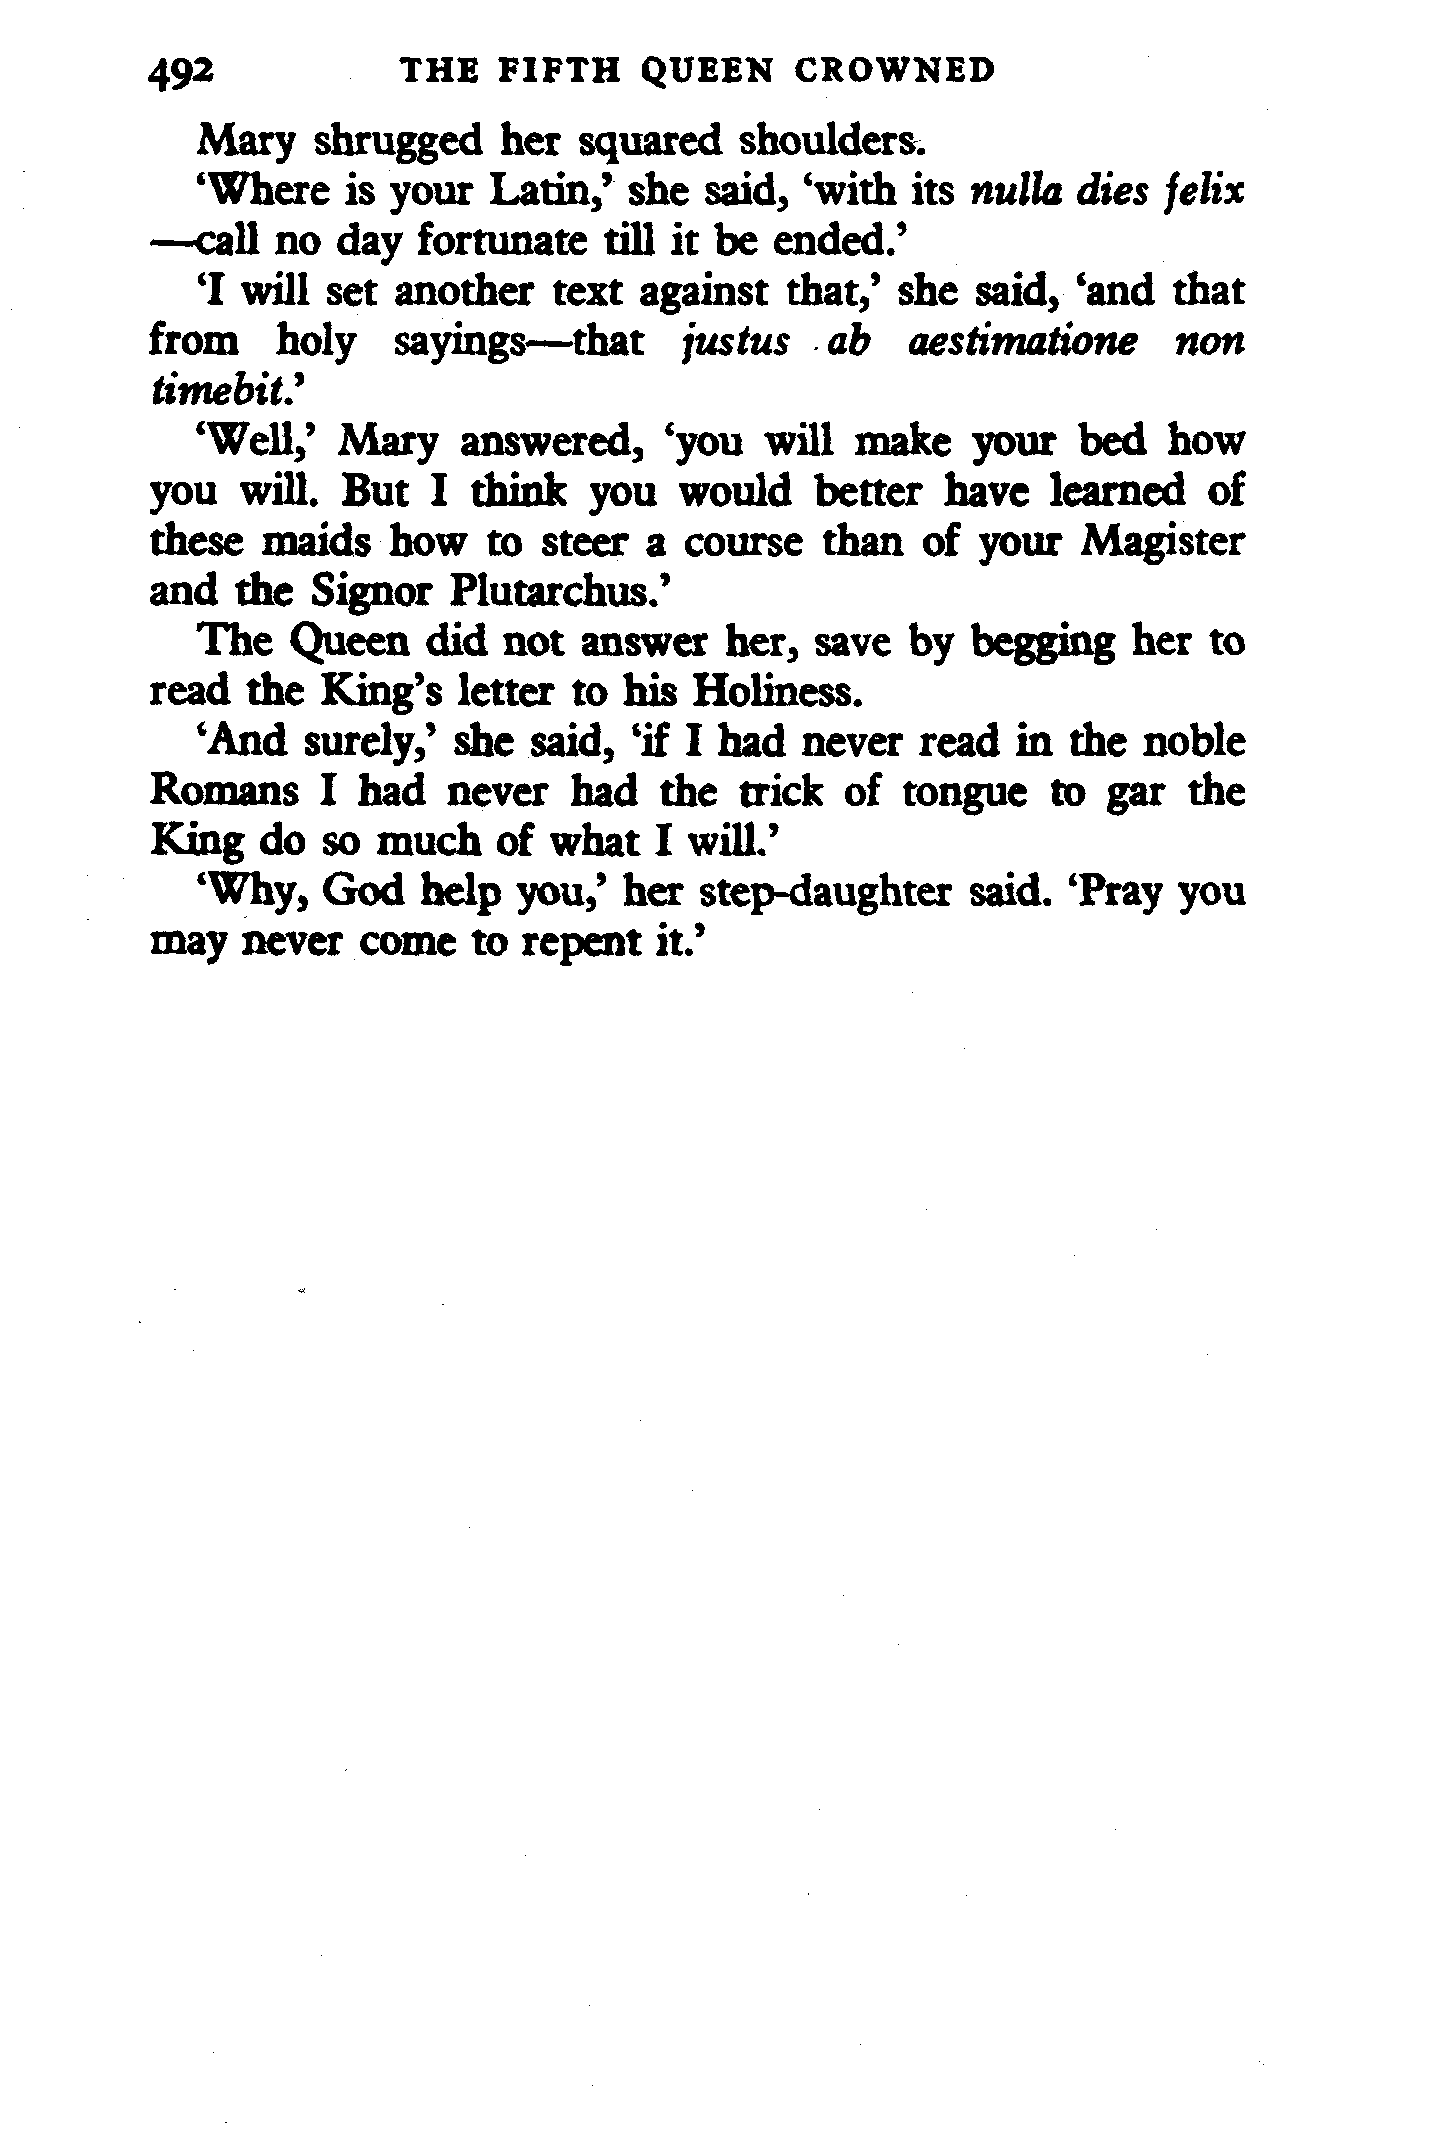 492 THE FIFTH QUEEN CROWNED
Mary shrugged her squared shoulders.
‘Where is your Latin,’ she said, ‘with its nulla dies felix
—call no day fortunate till it be ended.’
‘I will set another text against that,’ she said, ‘and that
from holy sayings—that justus ab aestimatione non
timebit.’
‘Well,’ Mary answered, ‘you will make your bed how
you will. But I think you would better have learned of
these maids how to steer a course than of your Magister
and the Signor Plutarchus.’
The Queen did not answer her, save by begging her to
read the King’s letter to his Holiness.
‘And surely,’ she said, ‘if I had never read in the noble
Romans I had never had the trick of tongue to gar the
King do so much of what I will.’
‘Why, God help you,’ her step-daughter said. ‘Pray you
may never come to repent it.’